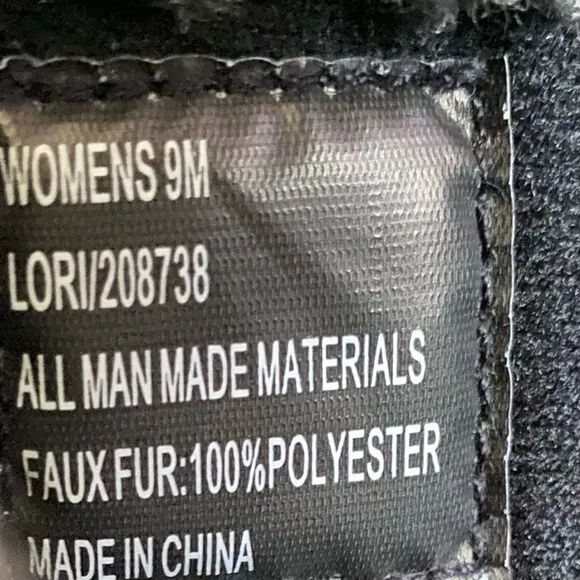 WOMENS 9M
LORI/208738
ALL MAN MADE MATERIALS
FAUX FUR:100%POLYESTER
MADE IN CHINA